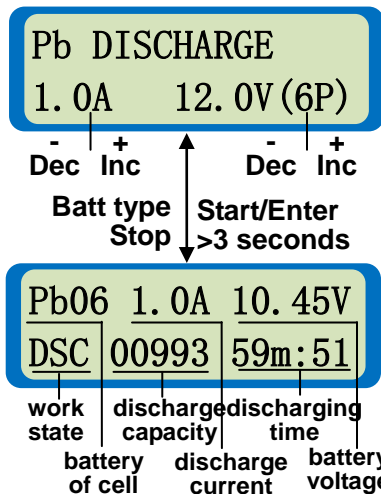 Pb DISCHARGE
1.0A 12.0V(6P)
- + - +
Dec Inc Dec Inc
Batt type Start/Enter
Stop >3 seconds
Pb06 1.0A 10.45V
DSC 00993 59m:51
work discharge discharging
state capacity time
battery discharge battery
of cell current voltage